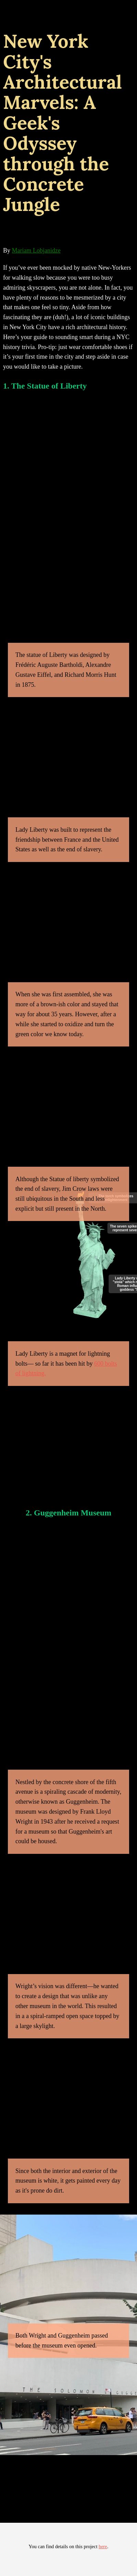 New York
City's
Architectural
Marvels: A
Geek's
Odyssey
through the
Concrete
Jungle
By Mariam Lobjanidze
If you've ever been mocked by native New-Yorkers
for walking slow because you were too busy
admiring skyscrapers, you are not alone. In fact, you
have plenty of reasons to be mesmerized by a city
that makes one feel so tiny. Aside from how
fascinating they are (duh!), a lot of iconic buildings
in New York City have a rich architectural history.
Here's your guide to sounding smart during a NYC
history trivia. Pro-tip: just wear comfortable shoes if
it's your first time in the city and step aside in case
you would like to take a picture.
1. The Statue of Liberty
The statue of Liberty was designed by
Frédéric Auguste Bartholdi, Alexandre
Gustave Eiffel, and Richard Morris Hunt
in 1875.
Lady Liberty was built to represent the
friendship between France and the United
States as well as the end of slavery.
When she was first assembled, she was
more of a brown-ish color and stayed that
way for about 35 years. However, after a
while she started to oxidize and turn the
green color we know today.
Although the Statue of liberty symbolized
the end of slavery, Jim Crow laws were
still ubiquitous in the South and less
explicit but still present in the North.
The seven spike
represent seve
Lady Liberty i
Roman
goddess
Lady Liberty is a magnet for lightning
bolts— so far it has been hit by
2. Guggenheim Museum
Nestled by the concrete shore of the fifth
avenue is a spiraling cascade of modernity,
otherwise known as Guggenheim. The
museum was designed by Frank Lloyd
Wright in 1943 after he received a request
for a museum so that Guggenheim's art
could be housed.
Wright's vision was different—he wanted
to create a design that was unlike any
other museum in the world. This resulted
in a a spiral-ramped open space topped by
a large skylight.
Since both the interior and exterior of the
museum is white, it gets painted every day
as it's prone do dirt.
Both Wright and Guggenheim passed
before the museum even opened.
THE SOLOMON
You can find details on this project here.